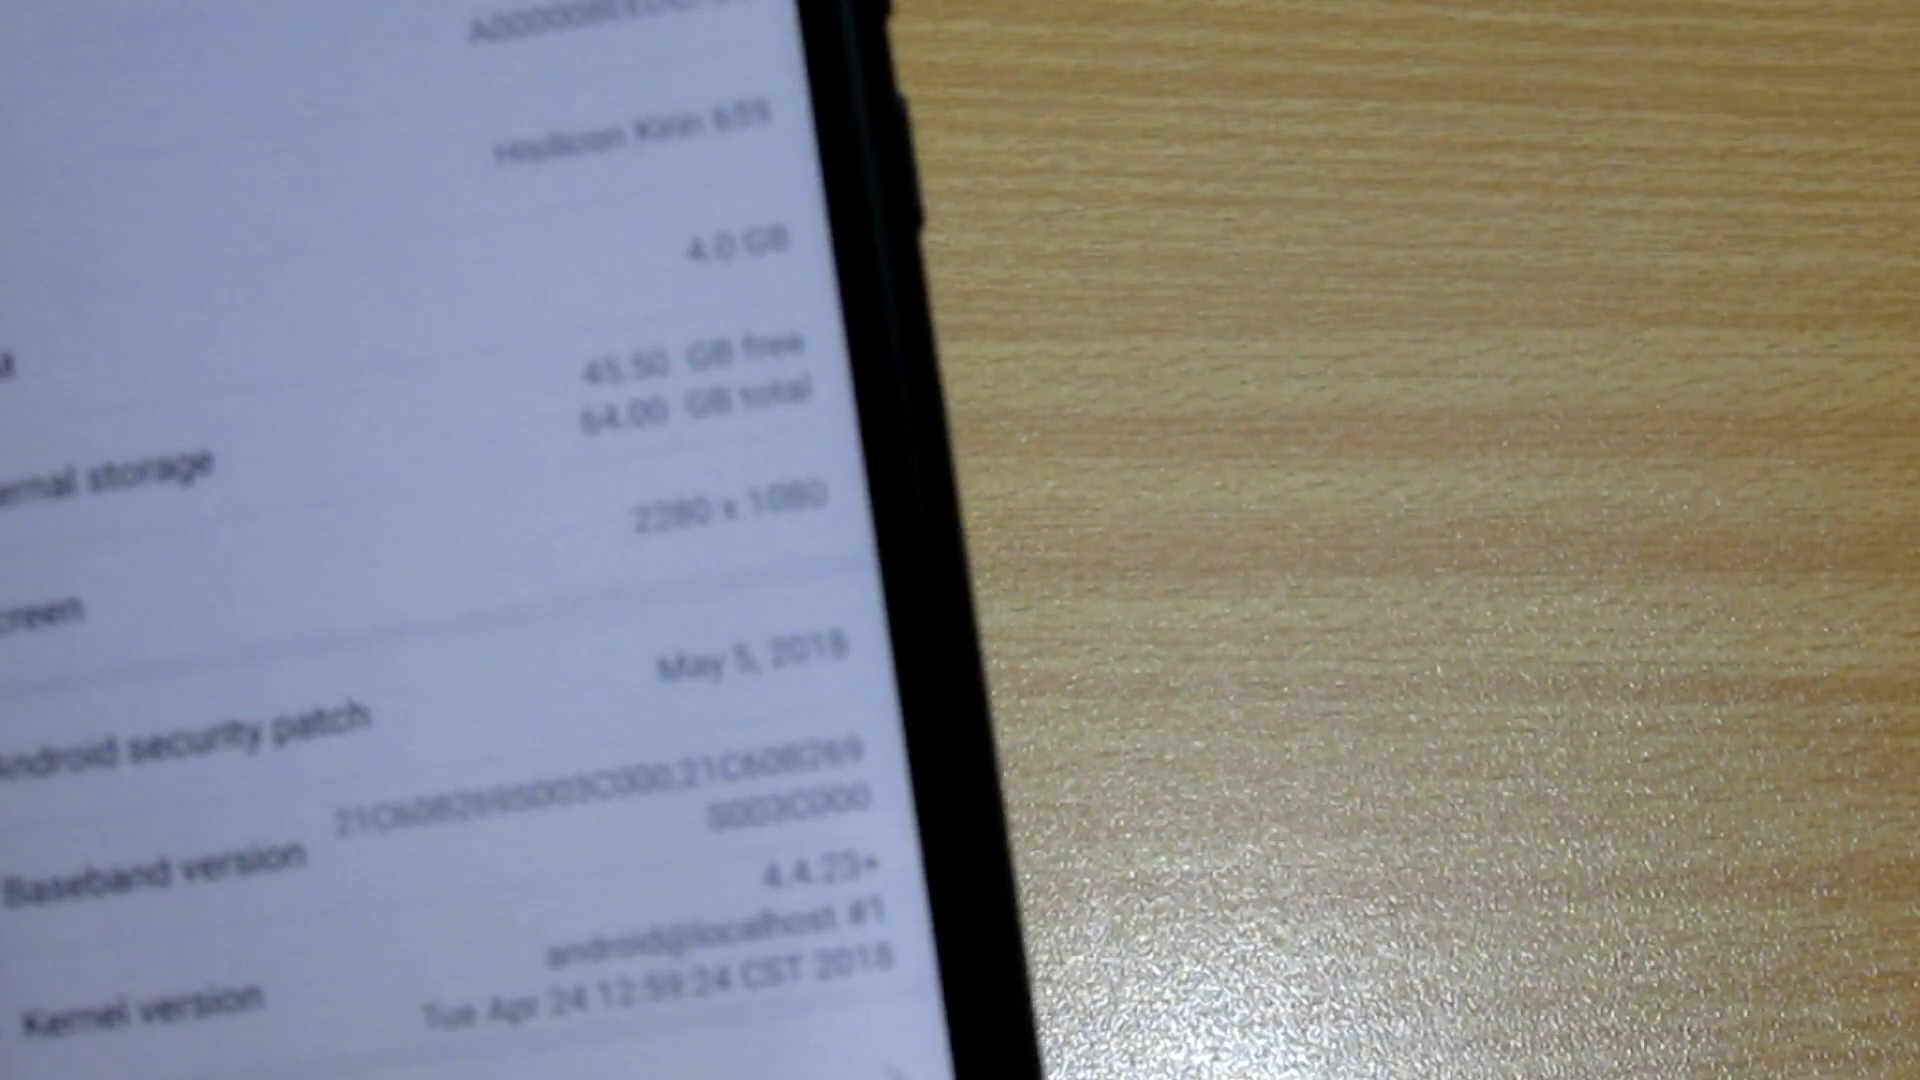 Hisilicon Kirin 659
4.0 GB
45.50 GB free
ernal storage
64.00 GB total
creen
2280 x 1080
Android security patch
May 5, 2018
Baseband version
21C60B269S003C000,21C60B269
S003C000
Kernel version
4.4.23+
android@localhost #1
Tue Apr 24 12:59:24 CST 2018